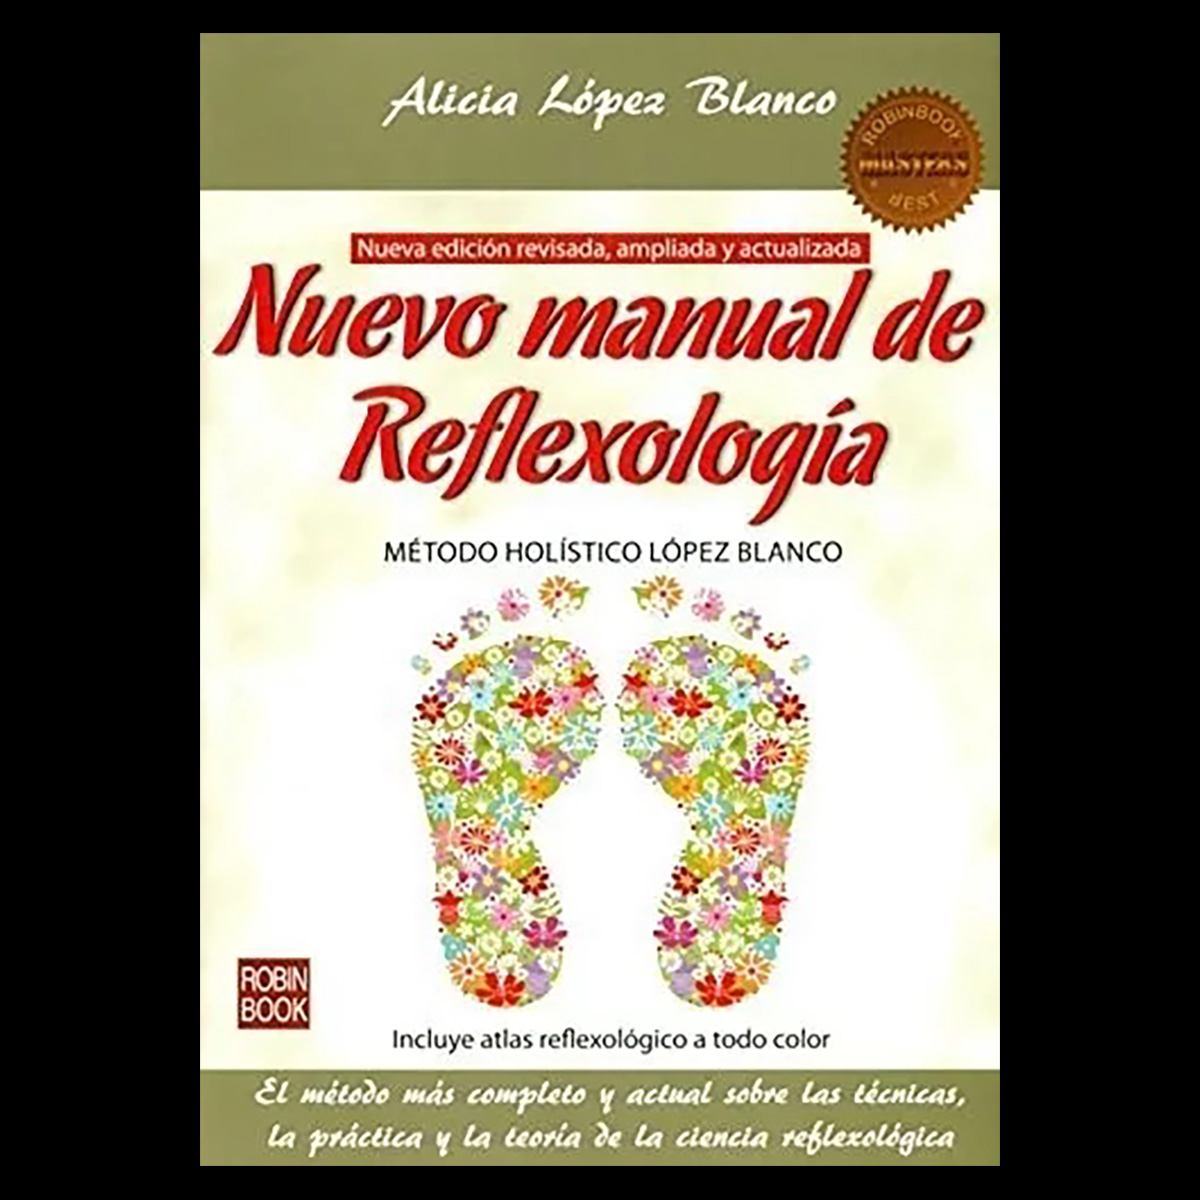 Alicia López Blanco
ROBINBOOK
MASTERS
BEST
Nueva edición revisada, ampliada y actualizada
Nuevo manual de
Reflexología
MÉTODO HOLÍSTICO LÓPEZ BLANCO
ROBIN
BOOK
Incluye atlas reflexológico a todo color
El método más completo y actual sobre las técnicas,
la práctica y la teoría de la ciencia reflexológica